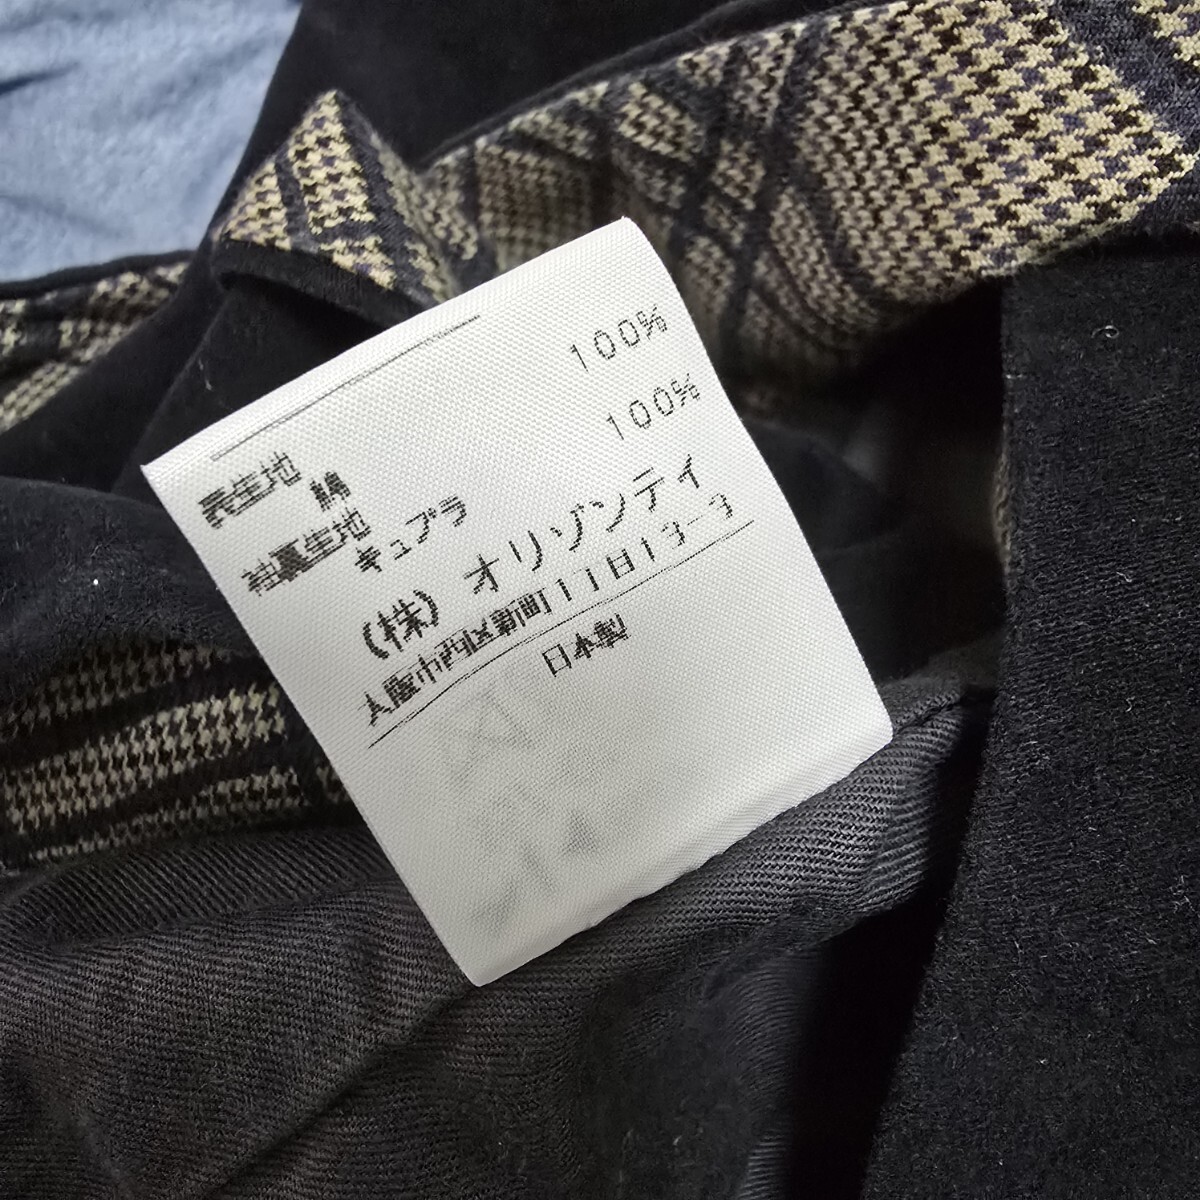 表生地
綿 100%
袖裏生地
キュプラ 100%
(株) オリゾンティ
大阪市西区新町1丁目13-3
日本製